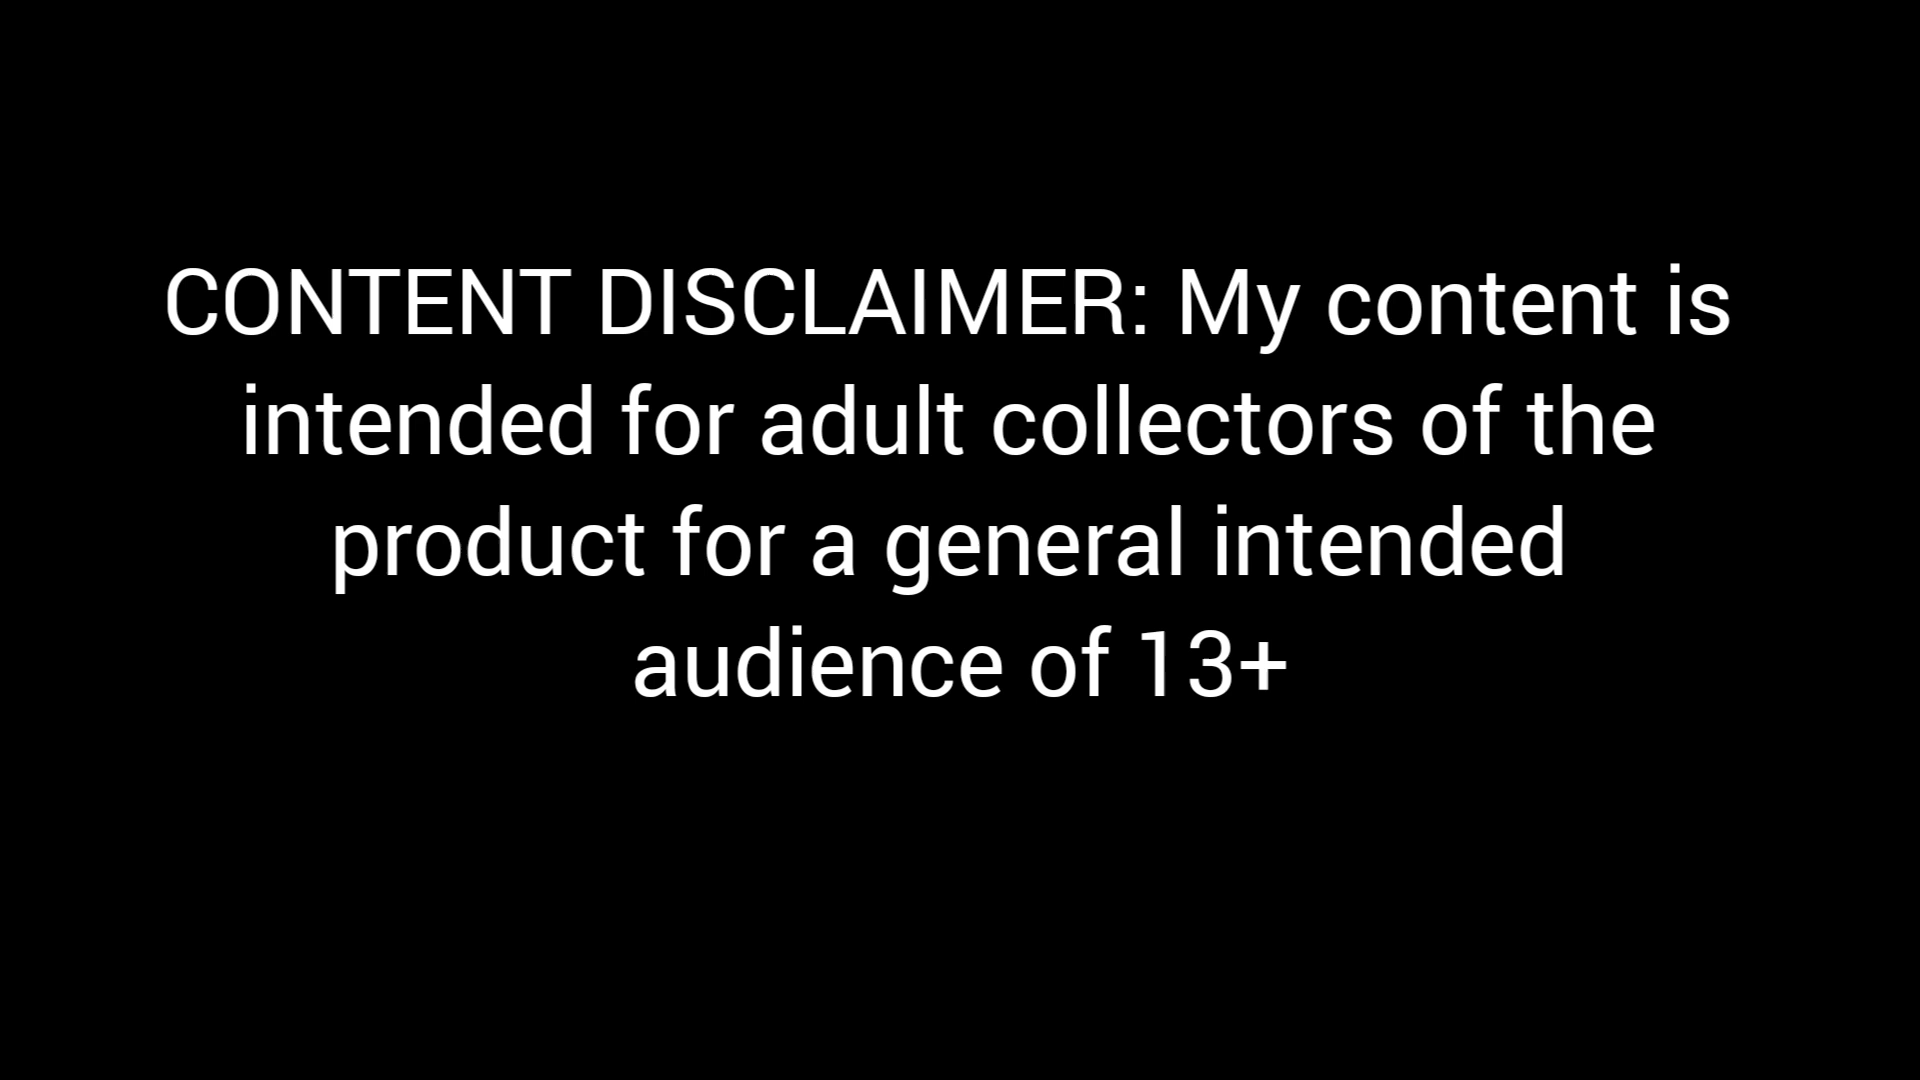 CONTENT DISCLAIMER: My content is
intended for adult collectors of the
product for a general intended
audience of 13+